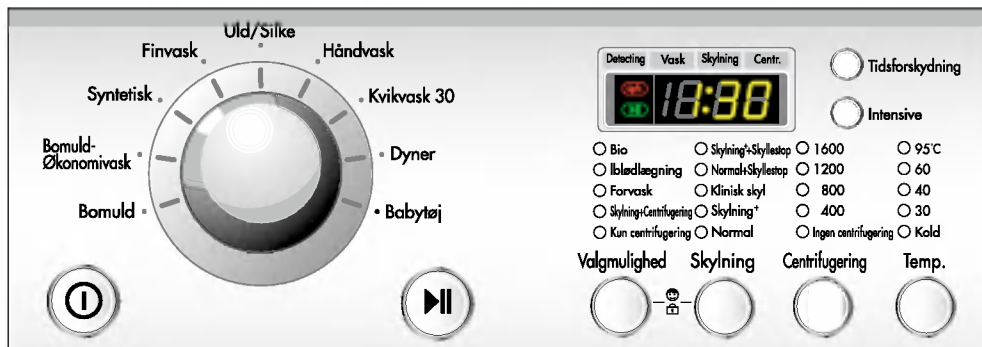 Uld/Silke
Finvask
Håndvask
Syntetisk
Kvikvask 30
Bomuld-
Økonomivask
Dyner
Bomuld
Babytøj
Detecting Vask Skylning Centr.
1:30
Tidsforskydning
Intensive
Bio Skylning⁺+Skyllestop 1600 95°C
Iblødlægning Normal+Skyllestop 1200 60
Forvask Klinisk skyl 800 40
Skylning+Centrifugering Skylning⁺ 400 30
Kun centrifugering Normal Ingen centrifugering Kold
Valgmulighed Skylning Centrifugering Temp.